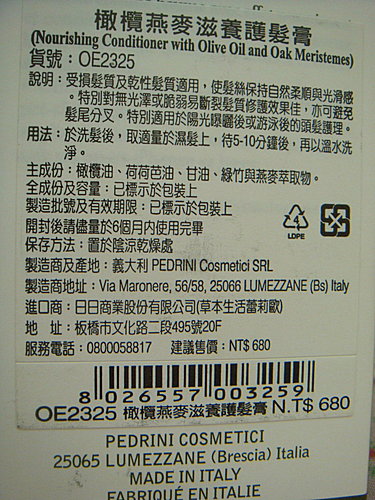 橄欖燕麥滋養護髮膏
(Nourishing Conditioner with Olive Oil and Oak Meristemes)
貨號：OE2325
說明：受損髮質及乾性髮質適用，使髮絲保持自然柔順與光滑感
。特別對無光澤或脆弱易斷裂髮質修護效果佳，亦可避免
髮尾分叉。特別適用於陽光曝曬後或游泳後的頭髮護理。
用法：於洗髮後，取適量於濕髮上，待5-10分鐘後，再以溫水洗
淨。
主成份：橄欖油、荷荷芭油、甘油、綠竹與燕麥萃取物。
全成份及容量：已標示於包裝上
製造批號及有效期限：已標示於包裝上
開封後請儘量於6個月內使用完畢
保存方法：置於陰涼乾燥處
LDPE
製造商及產地：義大利 PEDRINI Cosmetici SRL
製造商地址：Via Maronere, 56/58, 25066 LUMEZZANE (Bs) Italy
進口商：日日商業股份有限公司(草本生活蕾莉歐)
地 址：板橋市文化路二段495號20F
服務電話：0800058817 建議售價：NT$ 680
8 026557 003259
OE2325 橄欖燕麥滋養護髮膏 N.T$ 680
PEDRINI COSMETICI
25065 LUMEZZANE (Brescia) Italia
MADE IN ITALY
FABRIQUÉ EN ITALIE